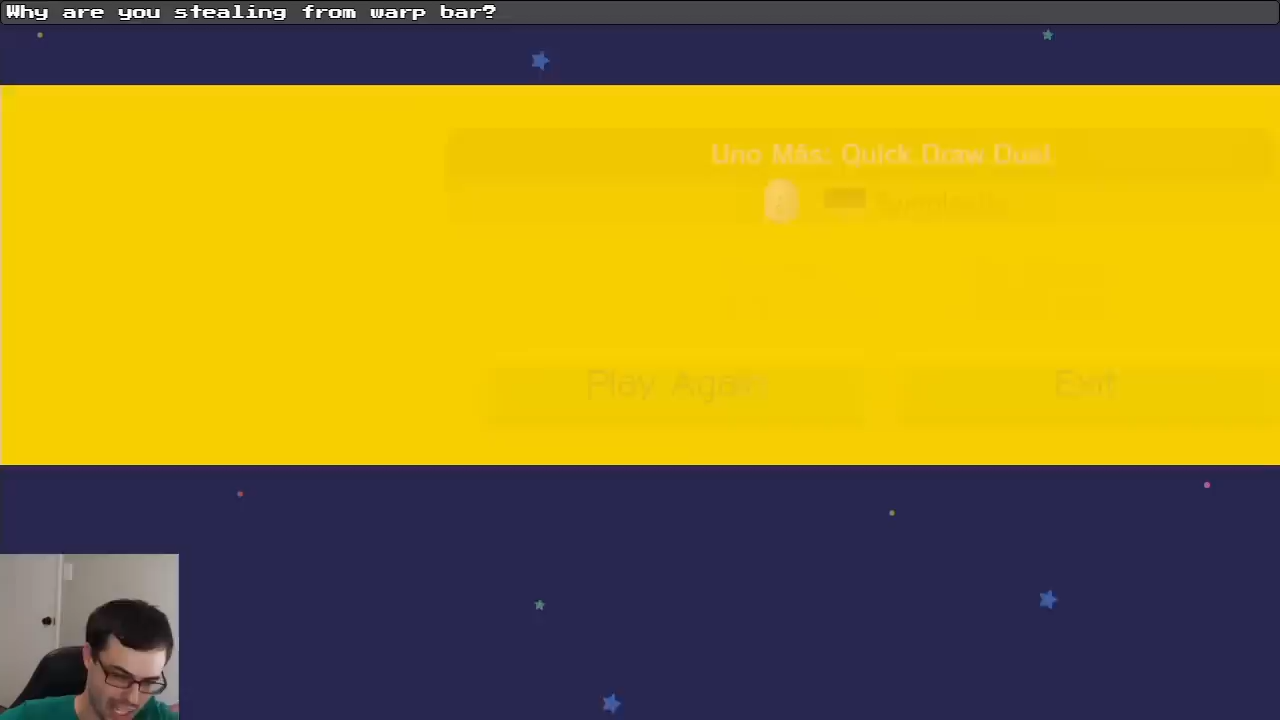 Why are you stealing from warp bar?
Uno Más: Quick Draw Duel
Play Again
Exit